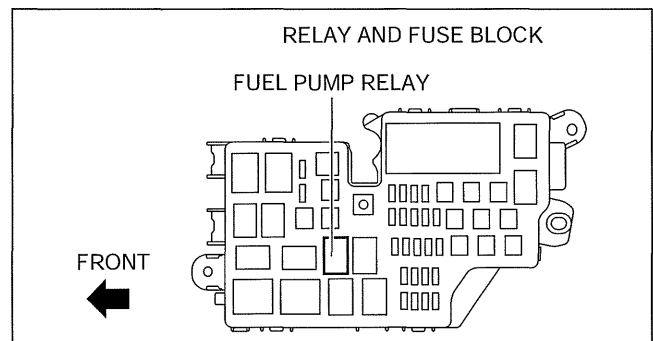 RELAY AND FUSE BLOCK
FUEL PUMP RELAY
FRONT